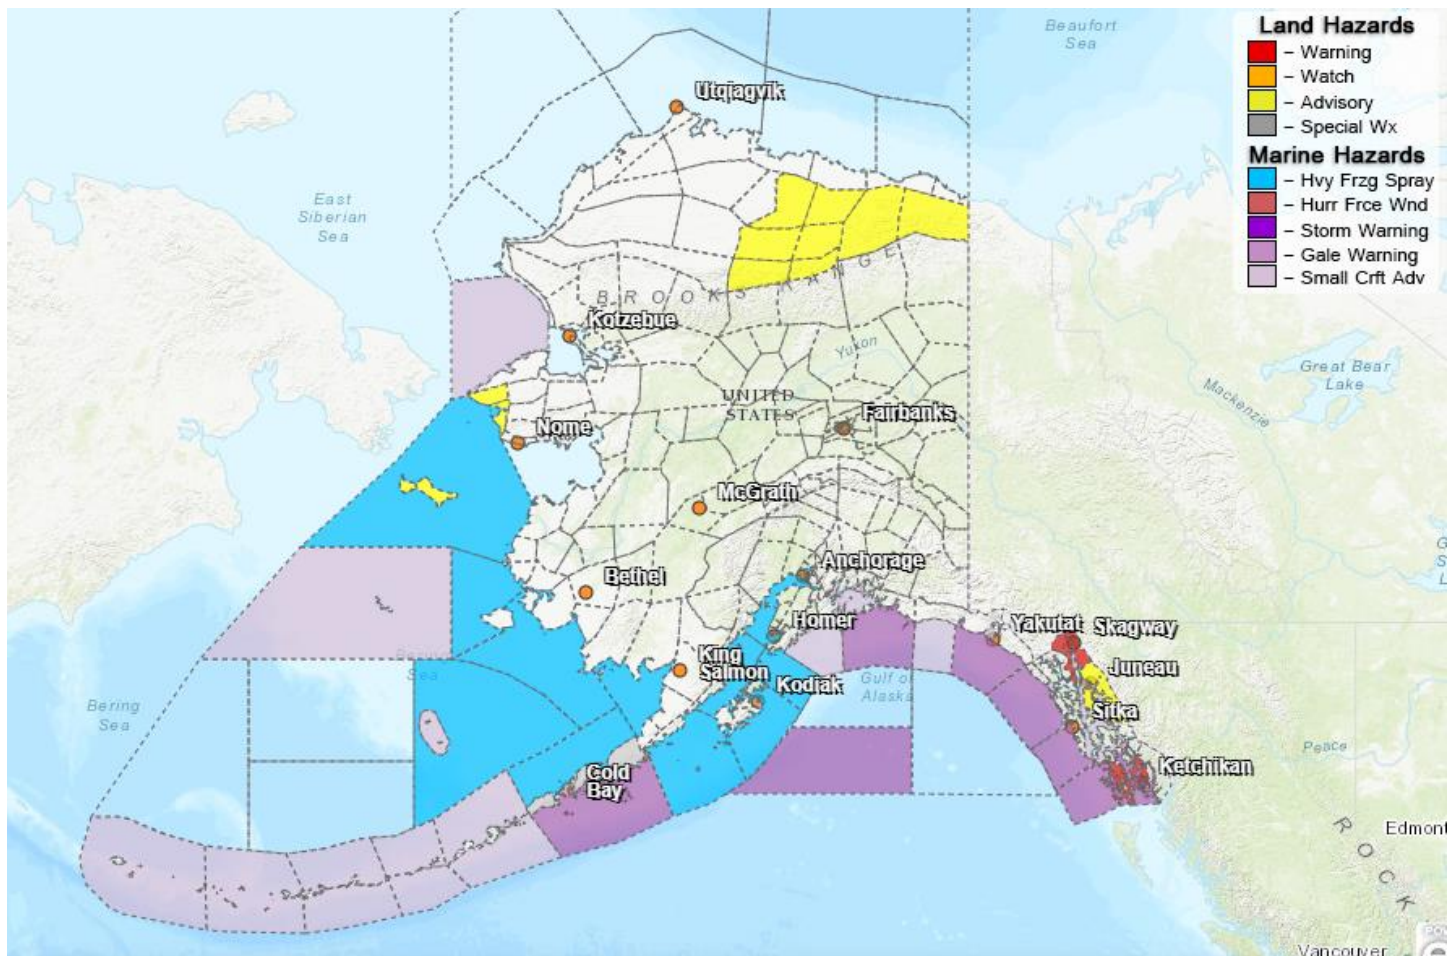 Beaufort
Sea
Land Hazards
– Warning
– Watch
– Advisory
– Special Wx
Marine Hazards
– Hvy Frzg Spray
– Hurr Frce Wnd
– Storm Warning
– Gale Warning
– Small Crft Adv
Utqiagvik
East
Siberian
Sea
BROOKS RANGE
Kotzebue
Yukon
Great Bear
Lake
Mackenzie
UNITED
STATES
Fairbanks
Nome
McGrath
Anchorage
Bethel
Homer
Yakutat
Skagway
King
Salmon
Juneau
Kodiak
Gulf of
Alaska
Sitka
Bering
Sea
Sea
Cold
Bay
Ketchikan
Peace
Edmont
ROCK
Vancouver